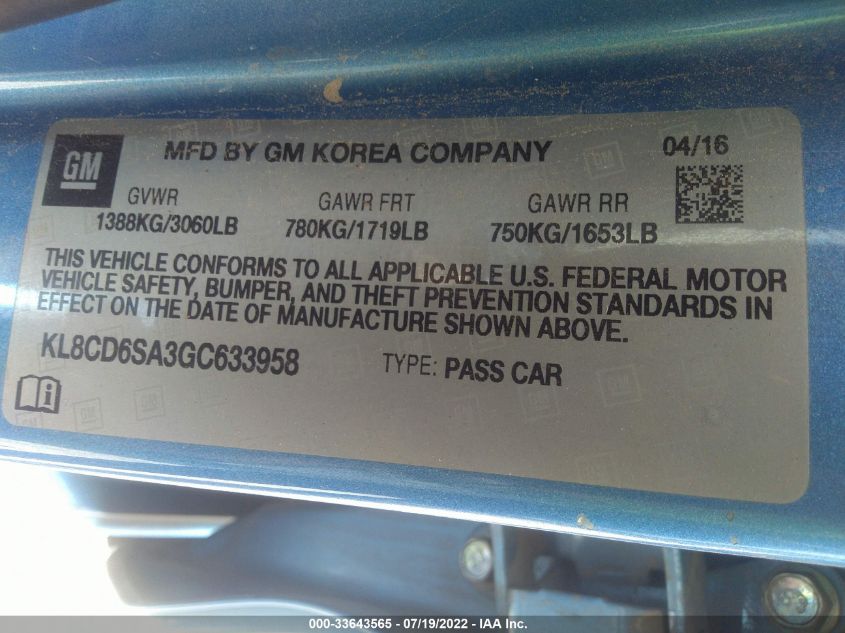 GM
MFD BY GM KOREA COMPANY 04/16
GVWR GAWR FRT GAWR RR
1388KG/3060LB 780KG/1719LB 750KG/1653LB
THIS VEHICLE CONFORMS TO ALL APPLICABLE U.S. FEDERAL MOTOR
VEHICLE SAFETY, BUMPER, AND THEFT PREVENTION STANDARDS IN
EFFECT ON THE DATE OF MANUFACTURE SHOWN ABOVE.
KL8CD6SA3GC633958 TYPE: PASS CAR
000-33643565 - 07/19/2022 - IAA Inc.